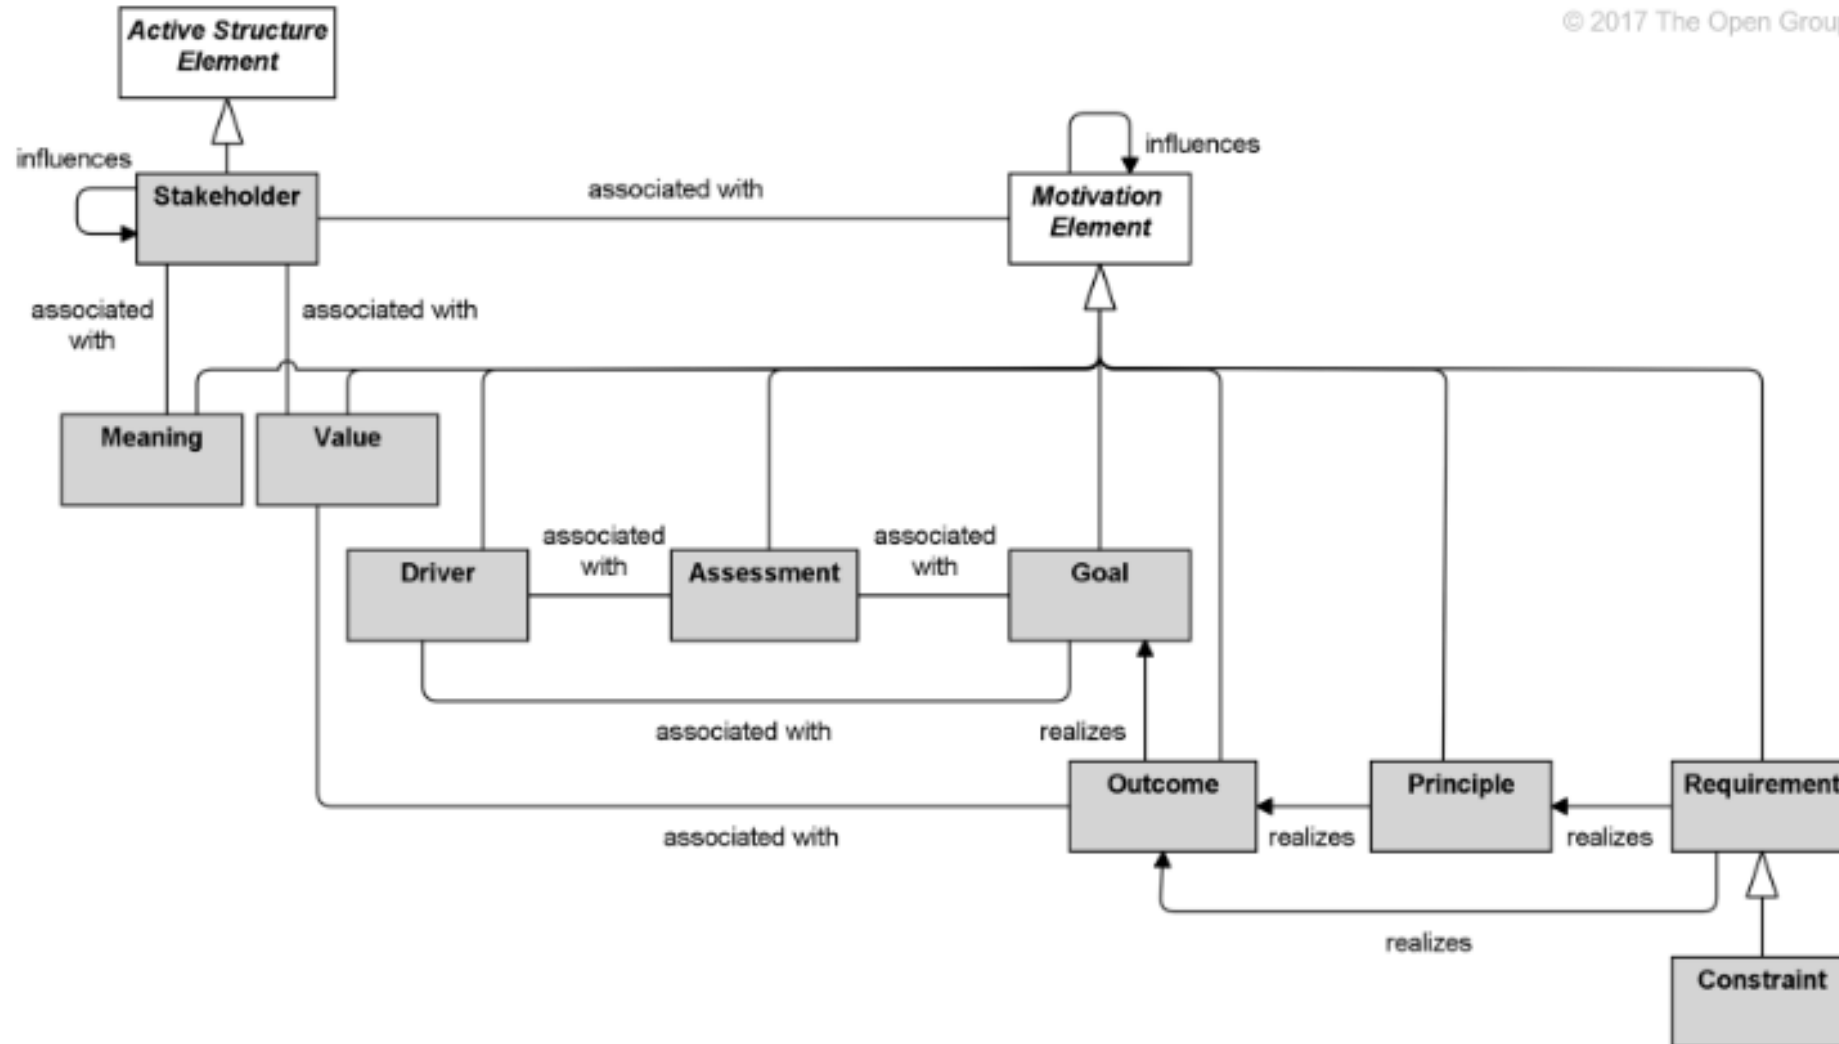 © 2017 The Open Grou
Active Structure
Element
influences
influences
Stakeholder
associated with
Motivation
Element
associated
with
associated with
Meaning
Value
associated
with
associated
with
Driver
Assessment
Goal
associated with
realizes
Outcome
Principle
Requirement
associated with
realizes
realizes
realizes
Constraint